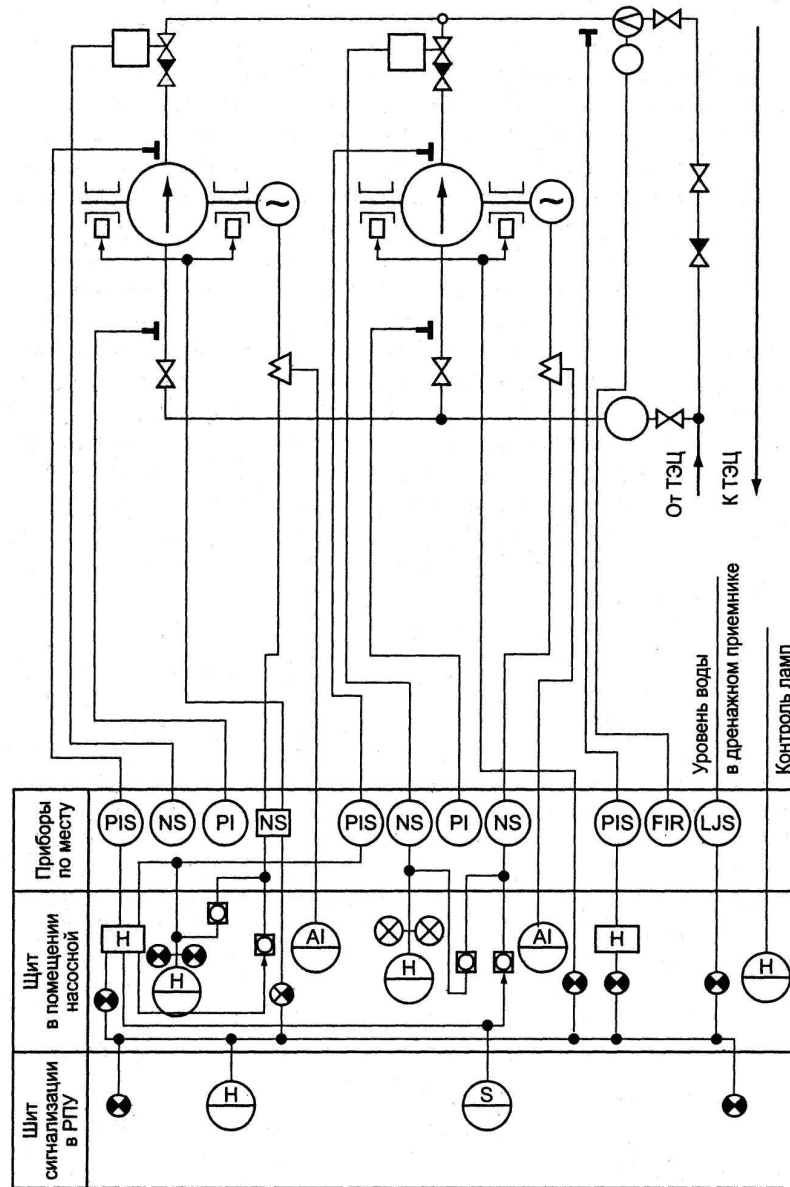 От ТЭЦ
К ТЭЦ
Уровень воды
в дренажном приемнике
Контроль ламп
Приборы
по месту
PIS
NS
PI
NS
PIS
NS
PI
NS
PIS
FIR
LJS
Щит
в помещении
насосной
H
H
AI
H
AI
H
H
Шит
сигнализации
в РПУ
H
S